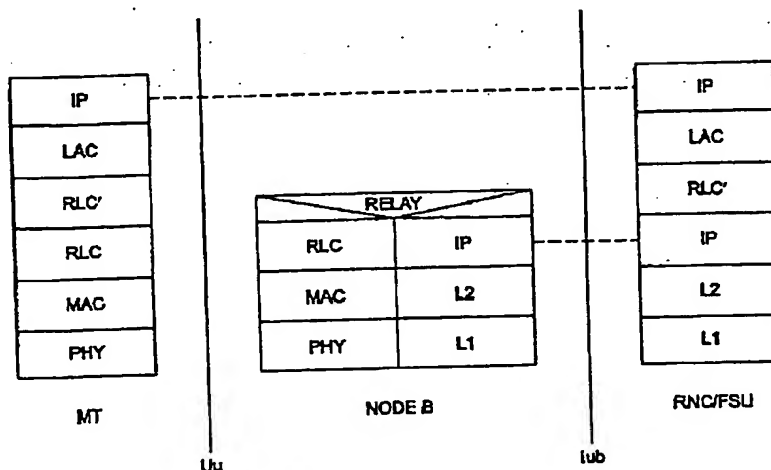 IP
LAC
RLC'
RLC
MAC
PHY
MT
Uu
RELAY
RLC IP
MAC L2
PHY L1
NODE B
Iub
IP
LAC
RLC'
IP
L2
L1
RNC/FSU